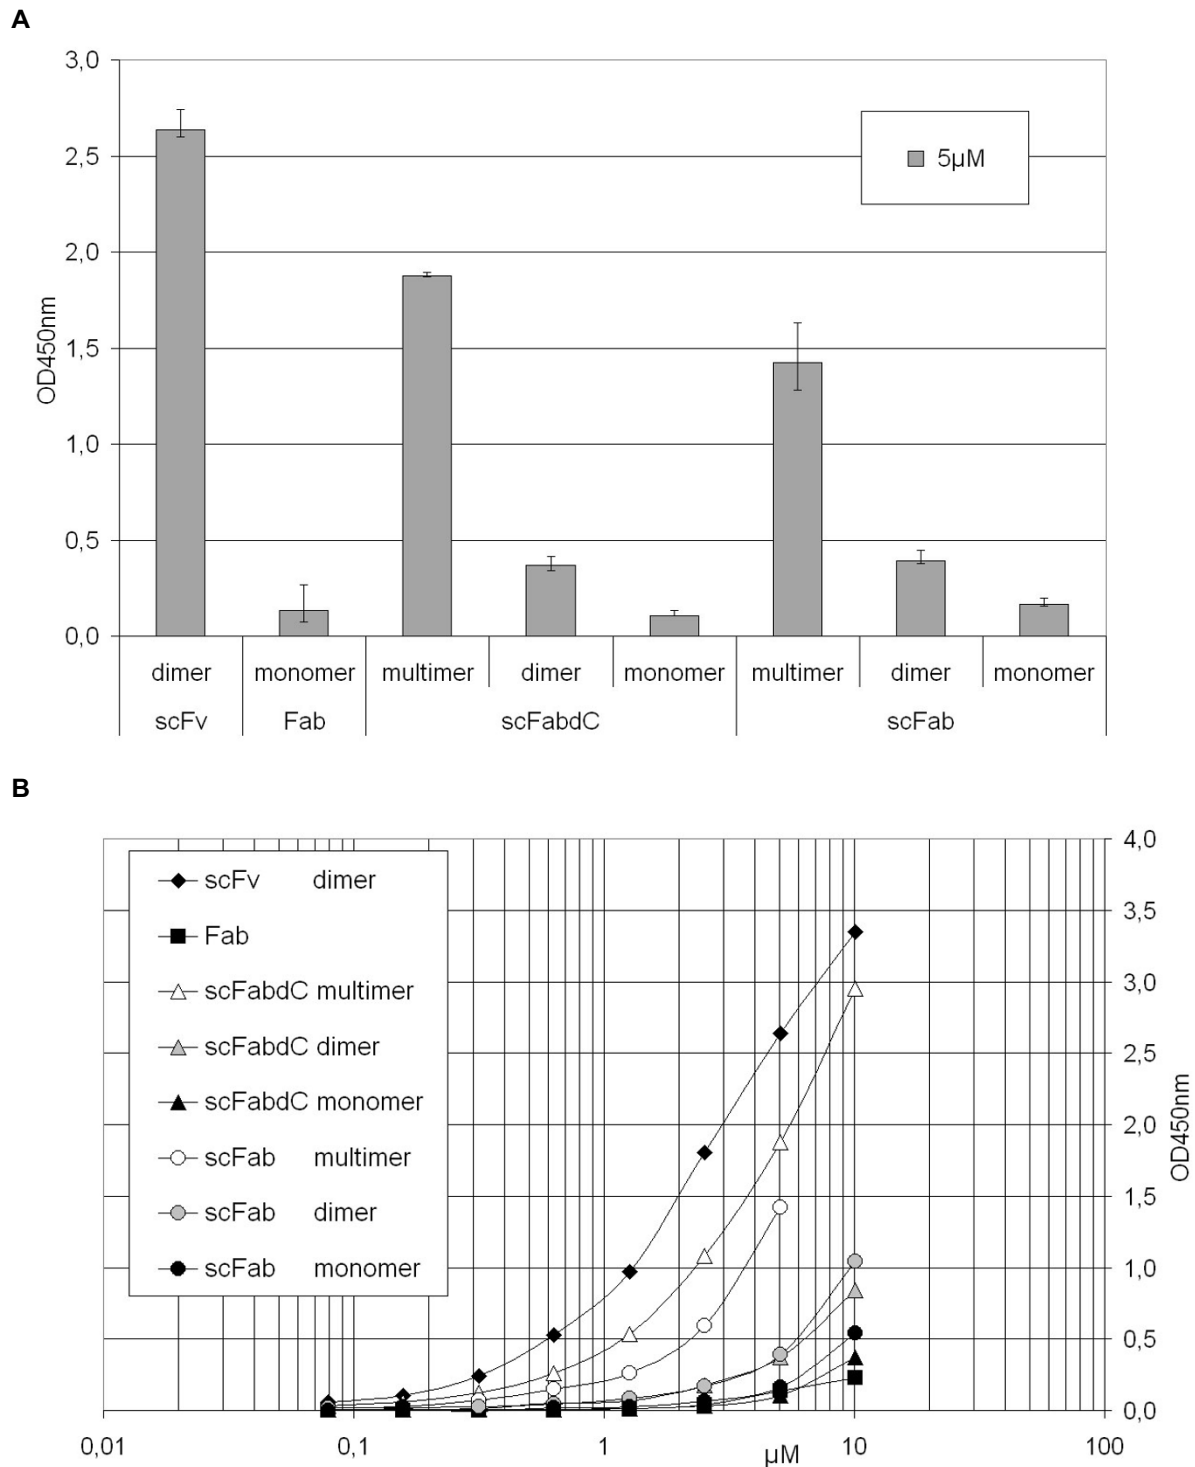 A
3,0
2,5
2,0
1,5
1,0
0,5
0,0
OD450nm
5µM
dimer monomer multimer dimer monomer multimer dimer monomer
scFv Fab scFabdC scFab
B
scFv dimer
Fab
scFabdC multimer
scFabdC dimer
scFabdC monomer
scFab multimer
scFab dimer
scFab monomer
4,0
3,5
3,0
2,5
2,0
1,5
1,0
0,5
0,0
OD450nm
0,01 0,1 1 µM 10 100